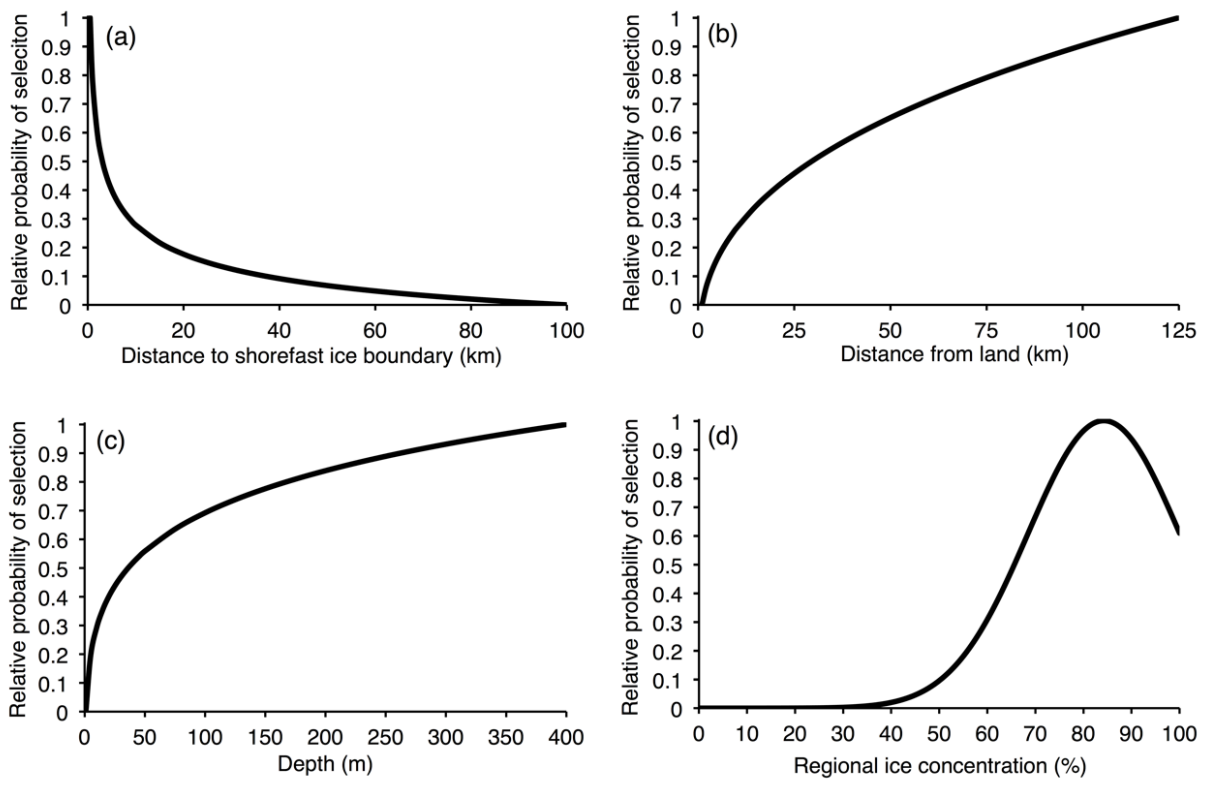 Relative probability of seleciton
1
0.9
0.8
0.7
0.6
0.5
0.4
0.3
0.2
0.1
0
(a)
0 20 40 60 80 100
Distance to shorefast ice boundary (km)
Relative probability of selection
1
0.9
0.8
0.7
0.6
0.5
0.4
0.3
0.2
0.1
0
(b)
0 25 50 75 100 125
Distance from land (km)
Relative probability of selection
1
0.9
0.8
0.7
0.6
0.5
0.4
0.3
0.2
0.1
0
(c)
0 50 100 150 200 250 300 350 400
Depth (m)
Relative probability of selection
1
0.9
0.8
0.7
0.6
0.5
0.4
0.3
0.2
0.1
0
(d)
0 10 20 30 40 50 60 70 80 90 100
Regional ice concentration (%)